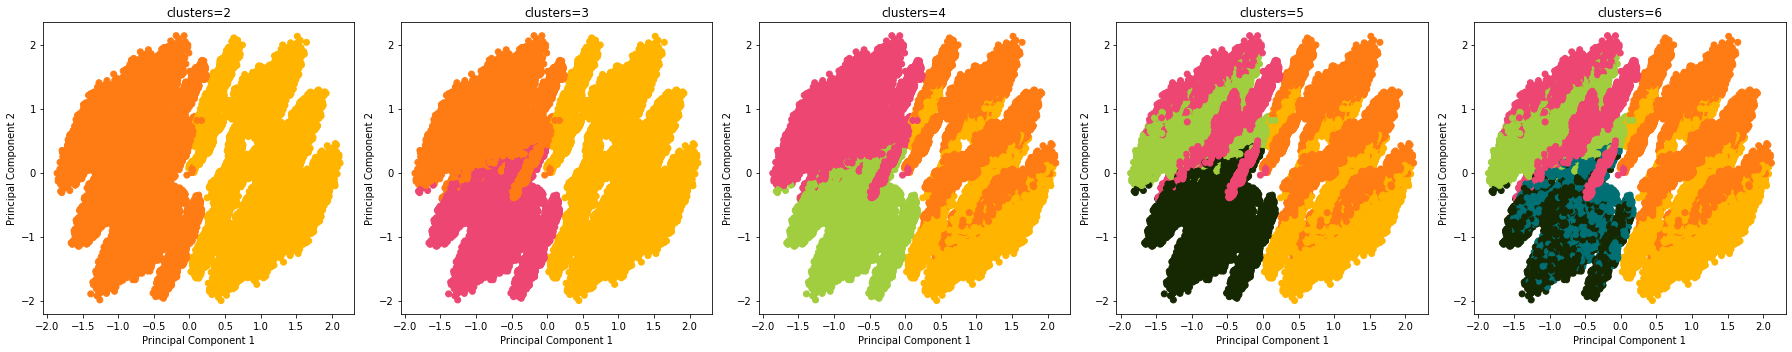 clusters=2
clusters=3
clusters=4
clusters=5
clusters=6
Principal Component 2
2
1
0
−1
−2
−2.0 −1.5 −1.0 −0.5 0.0 0.5 1.0 1.5 2.0
Principal Component 1
Principal Component 2
2
1
0
−1
−2
−2.0 −1.5 −1.0 −0.5 0.0 0.5 1.0 1.5 2.0
Principal Component 1
Principal Component 2
2
1
0
−1
−2
−2.0 −1.5 −1.0 −0.5 0.0 0.5 1.0 1.5 2.0
Principal Component 1
Principal Component 2
2
1
0
−1
−2
−2.0 −1.5 −1.0 −0.5 0.0 0.5 1.0 1.5 2.0
Principal Component 1
Principal Component 2
2
1
0
−1
−2
−2.0 −1.5 −1.0 −0.5 0.0 0.5 1.0 1.5 2.0
Principal Component 1